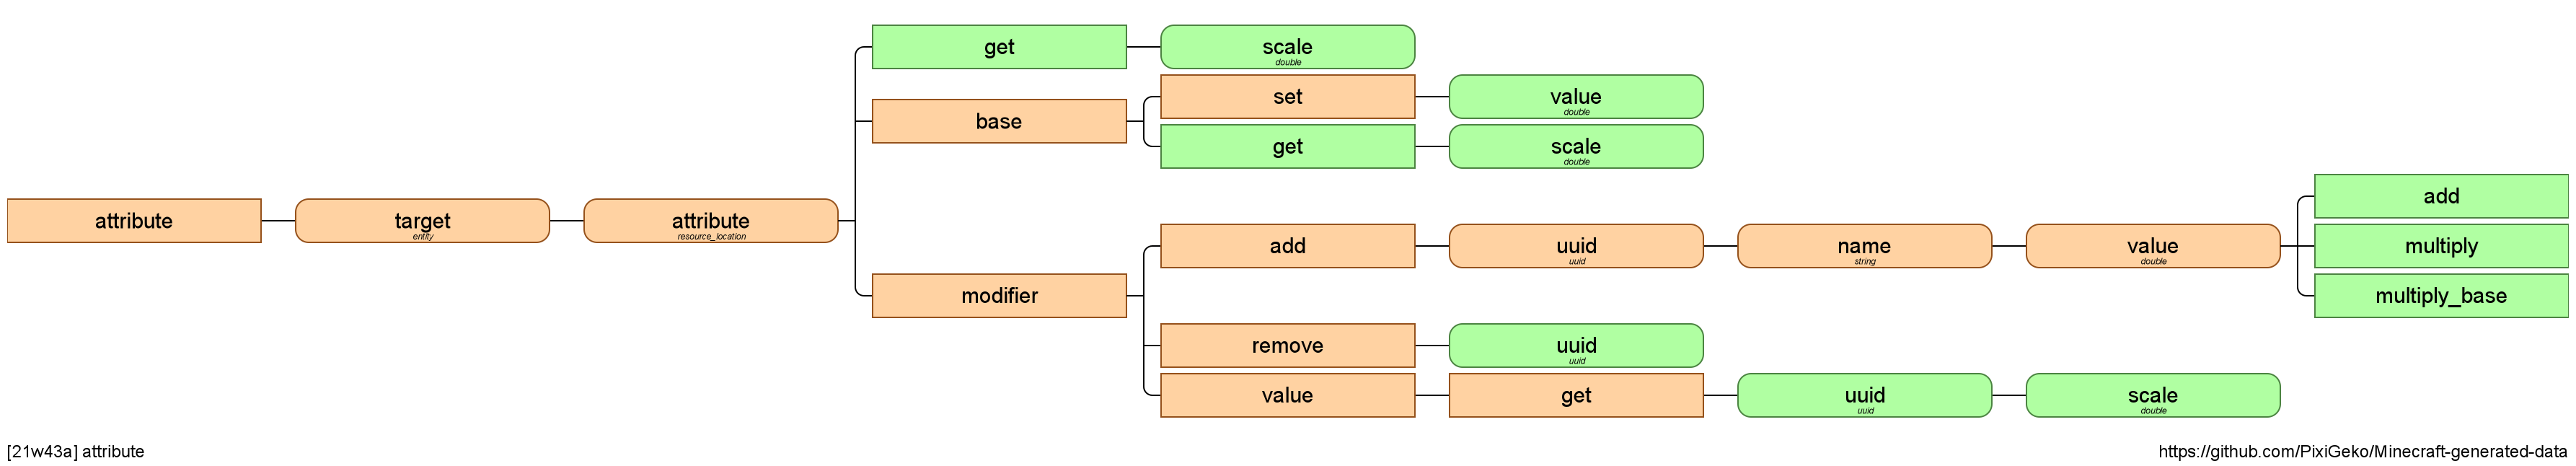 get
scale
double
base
set
value
double
get
scale
double
attribute
target
entity
attribute
resource_location
modifier
add
uuid
uuid
name
string
value
double
add
multiply
multiply_base
remove
uuid
uuid
value
get
uuid
uuid
scale
double
[21w43a] attribute
https://github.com/PixiGeko/Minecraft-generated-data